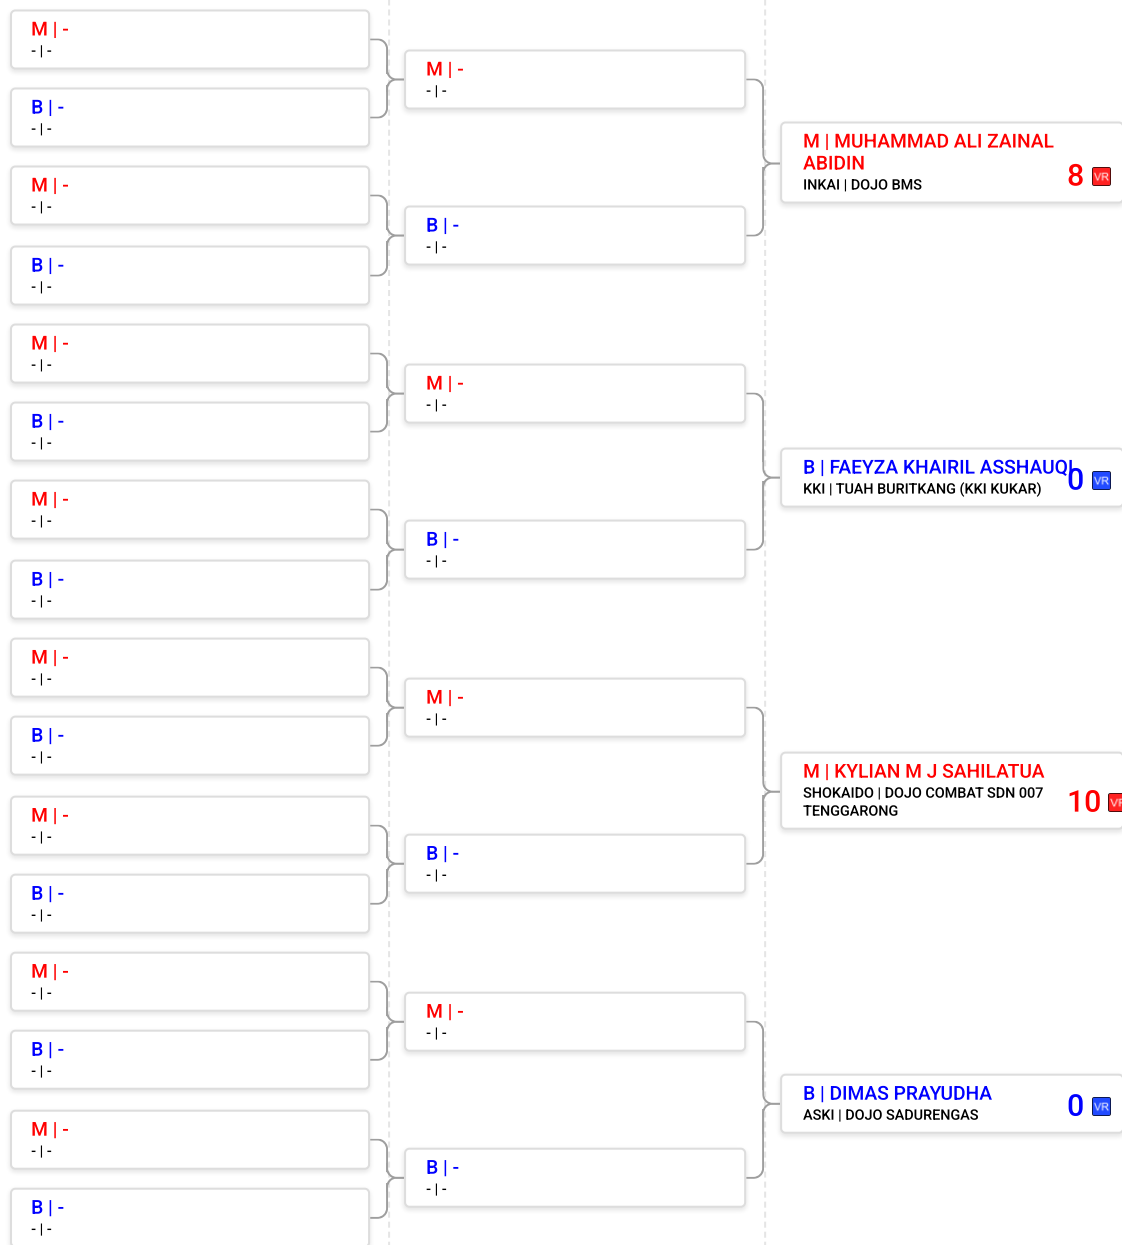 M | -
- | -
B | -
- | -
M | -
- | -
B | -
- | -
M | -
- | -
B | -
- | -
M | -
- | -
B | -
- | -
M | -
- | -
B | -
- | -
M | -
- | -
B | -
- | -
M | -
- | -
B | -
- | -
M | -
- | -
B | -
- | -
M | -
- | -
B | -
- | -
M | -
- | -
B | -
- | -
M | -
- | -
B | -
- | -
M | -
- | -
B | -
- | -
M | MUHAMMAD ALI ZAINAL
ABIDIN
INKAI | DOJO BMS
8 VR
B | FAEYZA KHAIRIL ASSHAUQI
KKI | TUAH BURITKANG (KKI KUKAR)
0 VR
M | KYLIAN M J SAHILATUA
SHOKAIDO | DOJO COMBAT SDN 007
TENGGARONG
10 VR
B | DIMAS PRAYUDHA
ASKI | DOJO SADURENGAS
0 VR